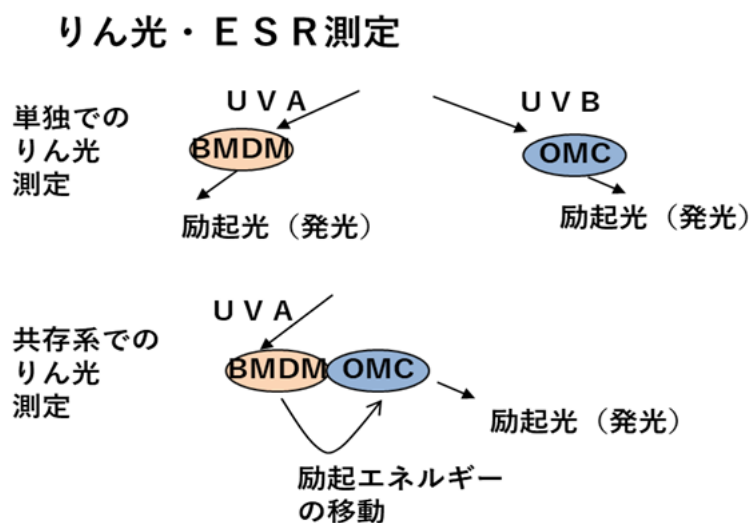 りん光・ＥＳＲ測定
単独での
りん光
測定
ＵＶＡ
BMDM
励起光（発光）
ＵＶＢ
OMC
励起光（発光）
共存系での
りん光
測定
ＵＶＡ
BMDM
OMC
励起光（発光）
励起エネルギー
の移動